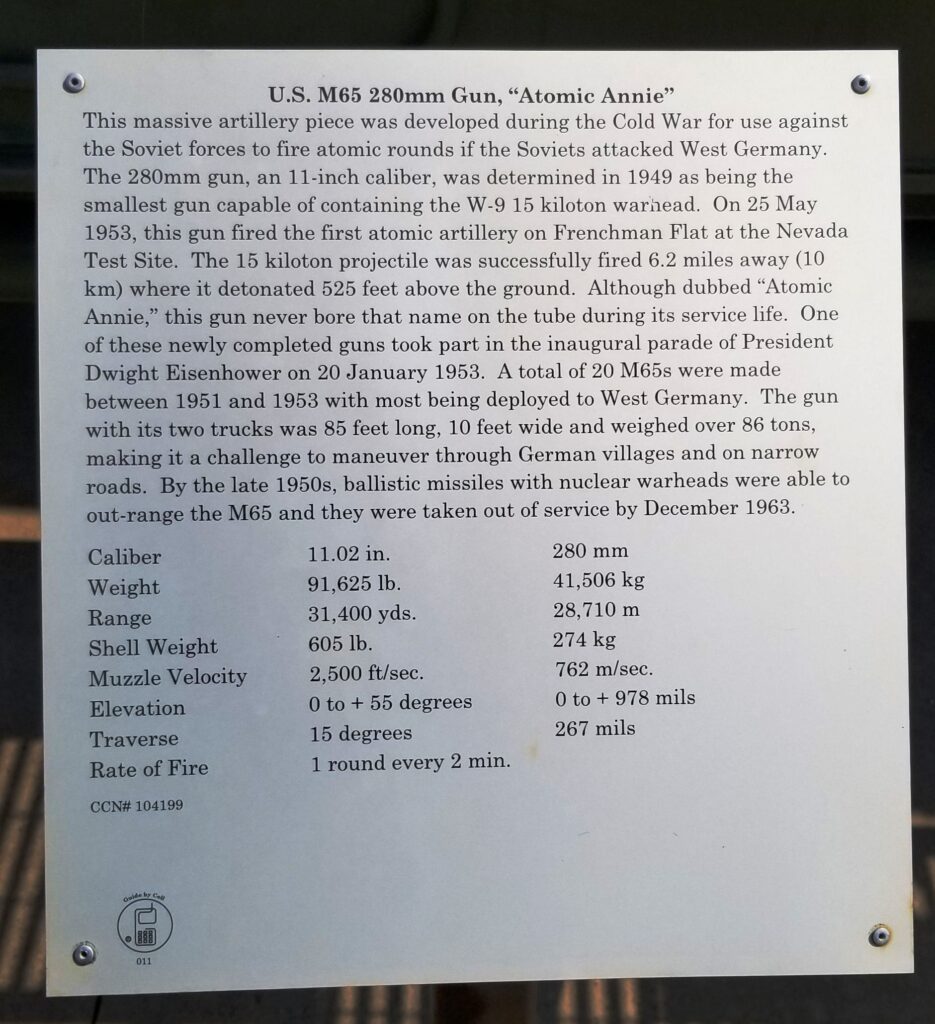 U.S. M65 280mm Gun, “Atomic Annie”
This massive artillery piece was developed during the Cold War for use against
the Soviet forces to fire atomic rounds if the Soviets attacked West Germany.
The 280mm gun, an 11-inch caliber, was determined in 1949 as being the
smallest gun capable of containing the W-9 15 kiloton warhead.  On 25 May
1953, this gun fired the first atomic artillery on Frenchman Flat at the Nevada
Test Site.  The 15 kiloton projectile was successfully fired 6.2 miles away (10
km) where it detonated 525 feet above the ground.  Although dubbed “Atomic
Annie,” this gun never bore that name on the tube during its service life.  One
of these newly completed guns took part in the inaugural parade of President
Dwight Eisenhower on 20 January 1953.  A total of 20 M65s were made
between 1951 and 1953 with most being deployed to West Germany.  The gun
with its two trucks was 85 feet long, 10 feet wide and weighed over 86 tons,
making it a challenge to maneuver through German villages and on narrow
roads.  By the late 1950s, ballistic missiles with nuclear warheads were able to
out-range the M65 and they were taken out of service by December 1963.
Caliber 11.02 in. 280 mm
Weight 91,625 lb. 41,506 kg
Range 31,400 yds. 28,710 m
Shell Weight 605 lb. 274 kg
Muzzle Velocity 2,500 ft/sec. 762 m/sec.
Elevation 0 to + 55 degrees 0 to + 978 mils
Traverse 15 degrees 267 mils
Rate of Fire 1 round every 2 min.
CCN# 104199
Guide by Cell
011